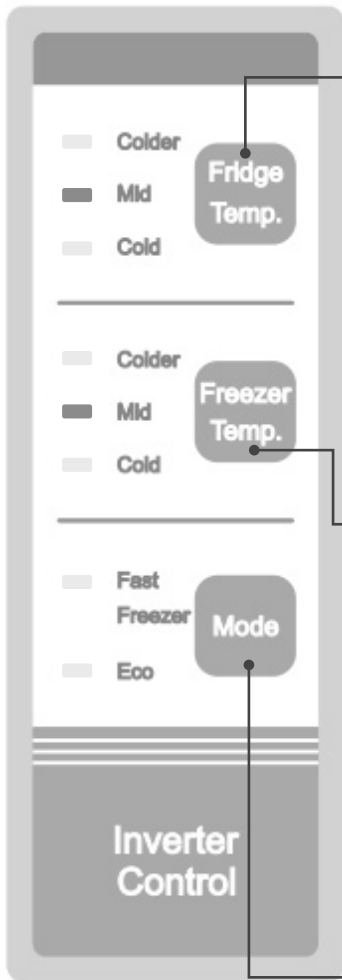 Colder
Mid
Cold
Fridge
Temp.
Colder
Mid
Cold
Freezer
Temp.
Fast
Freezer
Eco
Mode
Inverter
Control